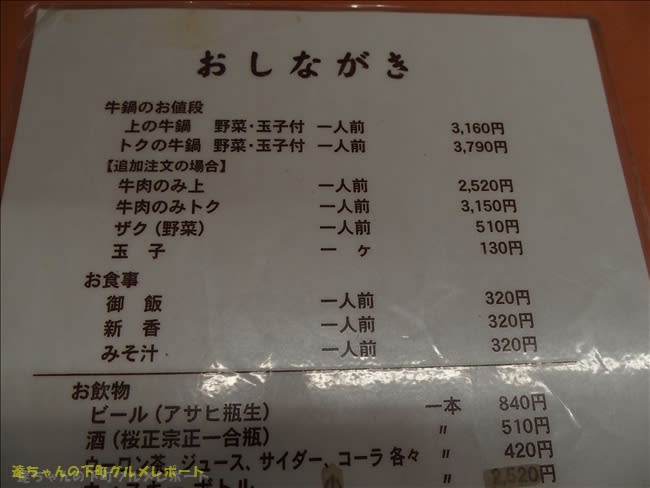 おしながき
牛鍋のお値段
上の牛鍋 野菜・玉子付 一人前 3,160円
トクの牛鍋 野菜・玉子付 一人前 3,790円
【追加注文の場合】
牛肉のみ上 一人前 2,520円
牛肉のみトク 一人前 3,150円
ザク(野菜) 一人前 510円
玉子 一ヶ 130円
お食事
御飯 一人前 320円
新香 一人前 320円
みそ汁 一人前 320円
お飲物
ビール(アサヒ瓶生) 一本 840円
酒(桜正宗正一合瓶) 〃 510円
ウーロン茶、ジュース、サイダー、コーラ 各々 〃 420円
ボトル 小 〃 2,520円
達ちゃんの下町グルメレポート